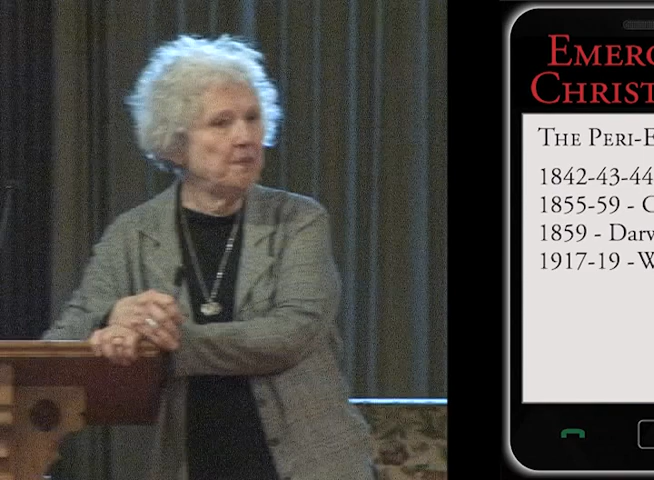 EMERG
CHRIST
THE PERI-E
1842-43-44
1855-59 - C
1859 - Darw
1917-19 -W